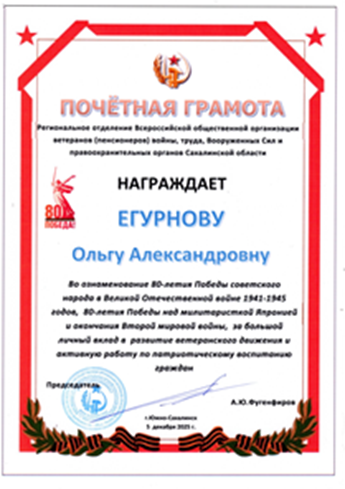 ПОЧЁТНАЯ ГРАМОТА
Региональное отделение Всероссийской общественной организации
ветеранов (пенсионеров) войны, труда, Вооруженных Сил и
правоохранительных органов Сахалинской области
НАГРАЖДАЕТ
80
ПОБЕДА!
ЕГУРНОВУ
Ольгу Александровну
Во ознаменование 80-летия Победы советского
народа в Великой Отечественной войне 1941-1945
годов, 80-летия Победы над милитаристкой Японией
и окончания Второй мировой войны, за большой
личный вклад в развитие ветеранского движения и
активную работу по патриотическому воспитанию
граждан
Председатель
А.Ю.Фугенфиров
г.Южно-Сахалинск
5 декабря 2025 г.